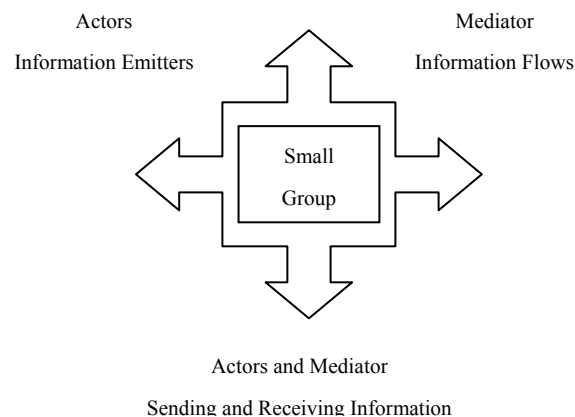 Actors
Information Emitters
Mediator
Information Flows
Small
Group
Actors and Mediator
Sending and Receiving Information